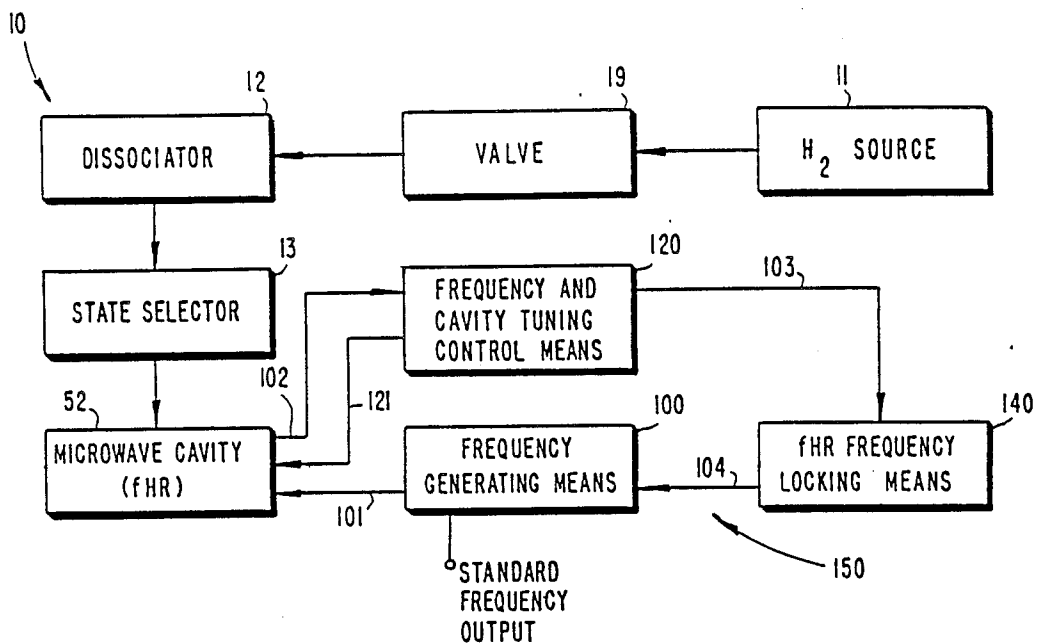 10
12
DISSOCIATOR
19
VALVE
11
H2 SOURCE
13
STATE SELECTOR
120
FREQUENCY AND
CAVITY TUNING
CONTROL MEANS
103
102
121
52
MICROWAVE CAVITY
(fHR)
101
100
FREQUENCY
GENERATING MEANS
104
140
fHR FREQUENCY
LOCKING MEANS
150
STANDARD
FREQUENCY
OUTPUT